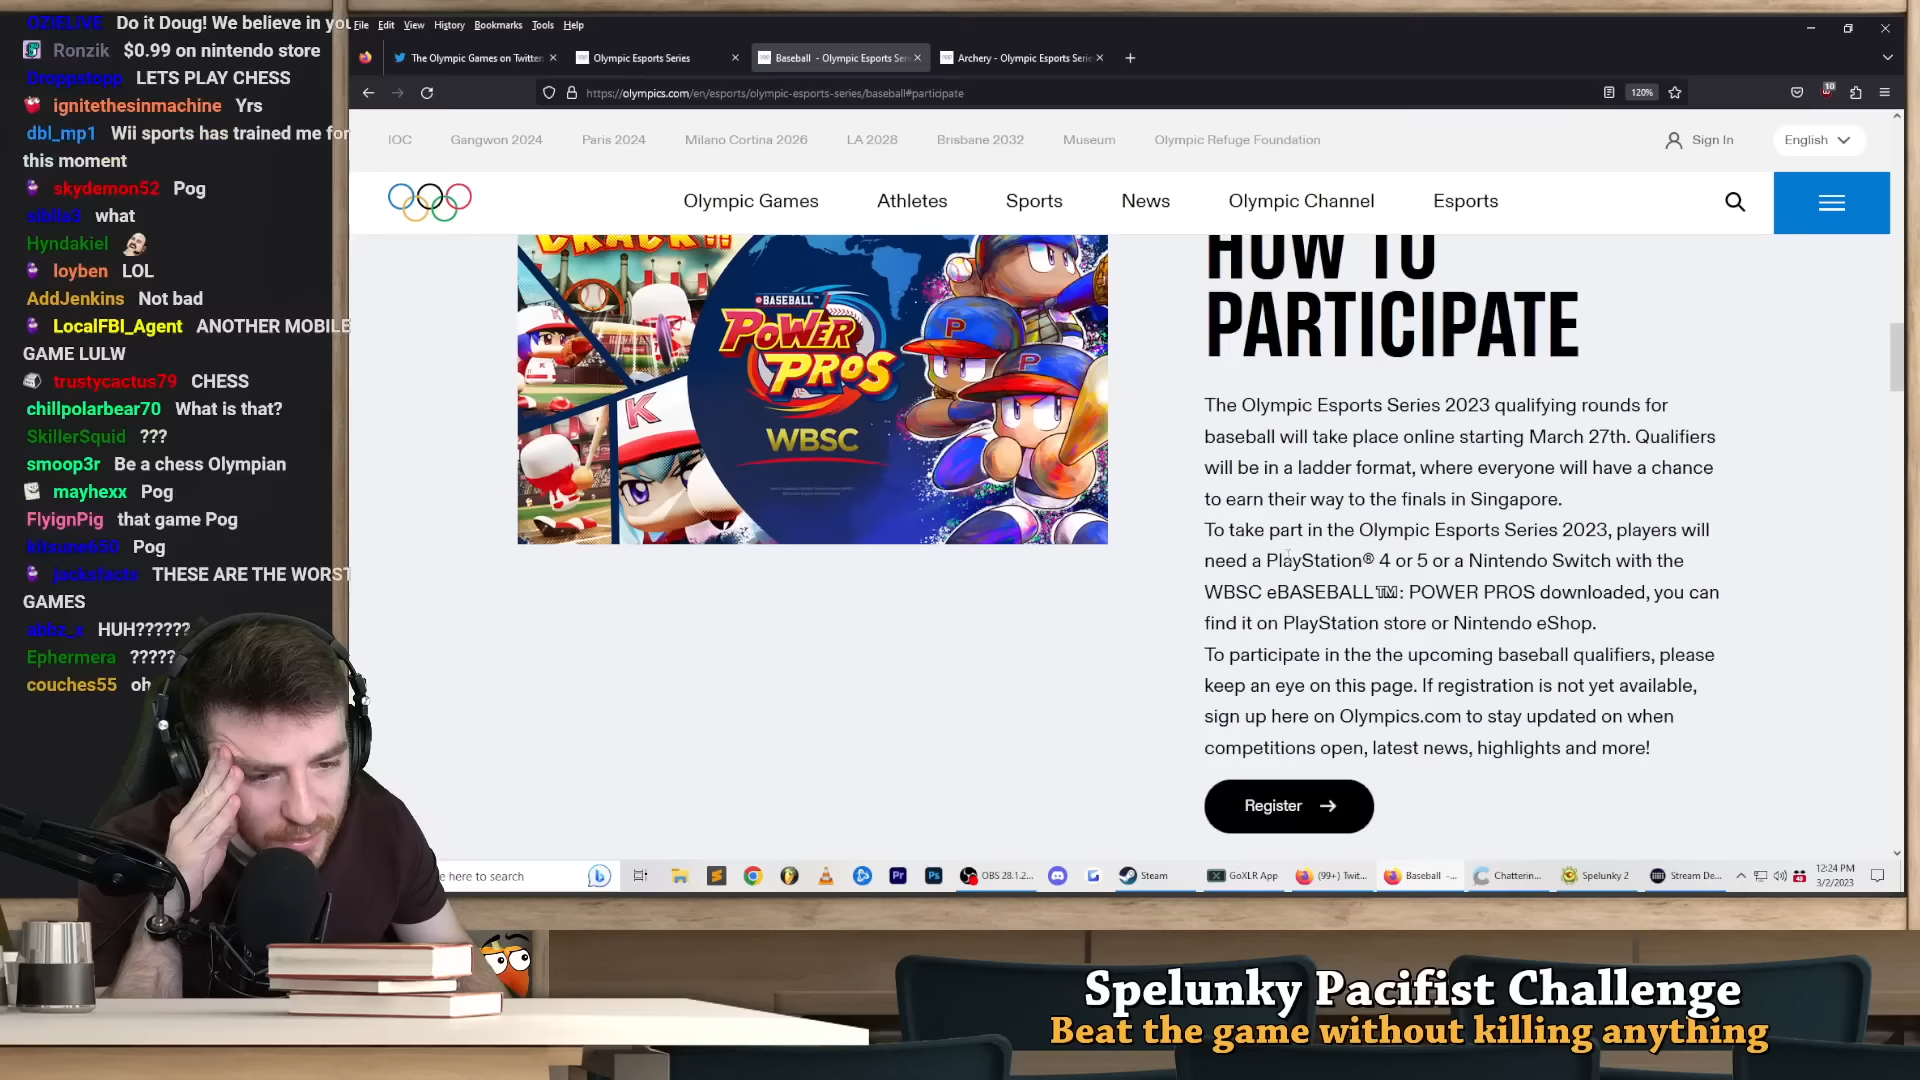 OZIELIVE Do it Doug! We believe in you
Ronzik $0.99 on nintendo store
Droppstopp LETS PLAY CHESS
ignitethesinmachine Yrs
dbl_mp1 Wii sports has trained me for
this moment
skydemon52 Pog
siblla3 what
Hyndakiel
loyben LOL
AddJenkins Not bad
LocalFBI_Agent ANOTHER MOBILE
GAME LULW
trustycactus79 CHESS
chillpolarbear70 What is that?
SkillerSquid ???
smoop3r Be a chess Olympian
mayhexx Pog
FlyignPig that game Pog
kitsune650 Pog
jacksfacts THESE ARE THE WORST
GAMES
abbz_x HUH??????
Ephermera ?????
couches55 oh
File Edit View History Bookmarks Tools Help
The Olympic Games on Twitter:
Olympic Esports Series
Baseball - Olympic Esports Seri
Archery - Olympic Esports Serie
https://olympics.com/en/esports/olympic-esports-series/baseball#participate
120%
10
IOC Gangwon 2024 Paris 2024 Milano Cortina 2026 LA 2028 Brisbane 2032 Museum Olympic Refuge Foundation
Sign In
English
Olympic Games Athletes Sports News Olympic Channel Esports
CRACK!!
BASEBALL
POWER
PROS
WBSC
K
P
P
HOW TO
PARTICIPATE
The Olympic Esports Series 2023 qualifying rounds for
baseball will take place online starting March 27th. Qualifiers
will be in a ladder format, where everyone will have a chance
to earn their way to the finals in Singapore.
To take part in the Olympic Esports Series 2023, players will
need a PlayStation® 4 or 5 or a Nintendo Switch with the
WBSC eBASEBALL™: POWER PROS downloaded, you can
find it on PlayStation store or Nintendo eShop.
To participate in the the upcoming baseball qualifiers, please
keep an eye on this page. If registration is not yet available,
sign up here on Olympics.com to stay updated on when
competitions open, latest news, highlights and more!
Register
e here to search
Pr
Ps
OBS 28.1.2...
Steam
GoXLR App
(99+) Twit...
Baseball -...
Chatterin...
Spelunky 2
Stream De...
12:24 PM
3/2/2023
Spelunky Pacifist Challenge
Beat the game without killing anything